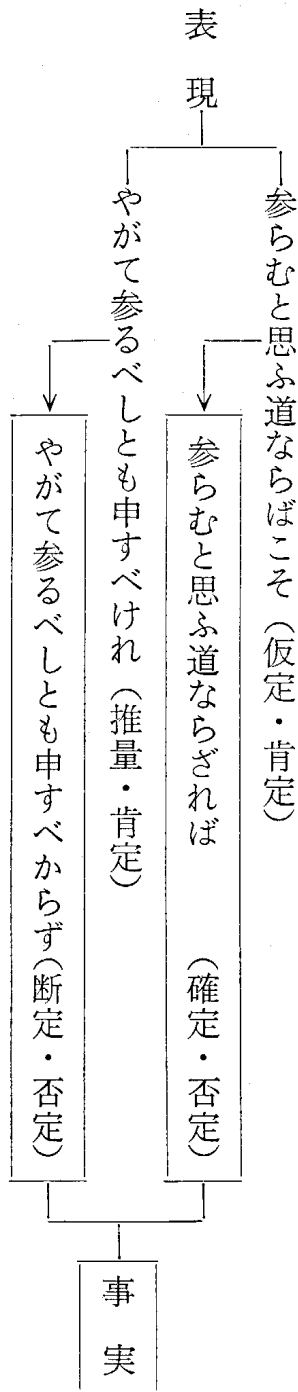 表現
参らむと思ふ道ならばこそ（仮定・肯定）
参らむと思ふ道ならざれば（確定・否定）
やがて参るべしとも申すべけれ（推量・肯定）
やがて参るべしとも申すべからず（断定・否定）
事実